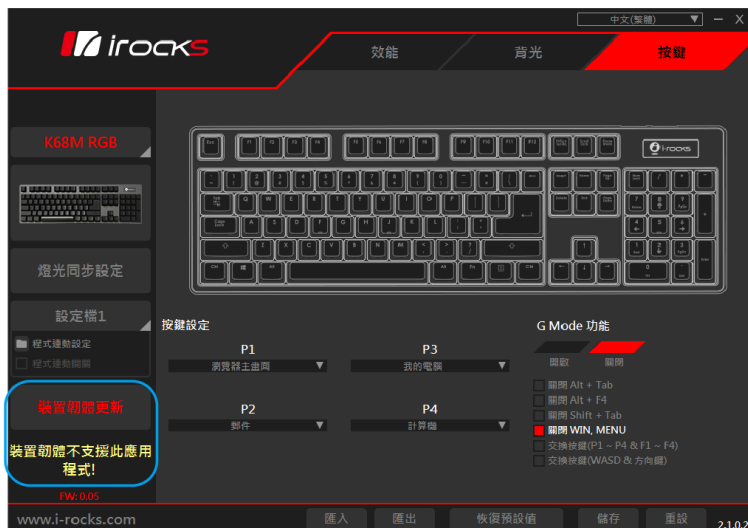 中文(繁體)
irocks
效能
背光
按鍵
K68M RGB
i-rocks
燈光同步設定
設定檔1
程式連動設定
程式連動開關
裝置韌體更新
裝置韌體不支援此應用
程式!
FW: 0.05
按鍵設定
P1
瀏覽器主畫面
P3
我的電腦
P2
郵件
P4
計算機
G Mode 功能
開啟
關閉
關閉 Alt + Tab
關閉 Alt + F4
關閉 Shift + Tab
關閉 WIN, MENU
交換按鍵(P1 ~ P4 & F1 ~ F4)
交換按鍵(WASD & 方向鍵)
www.i-rocks.com
匯入
匯出
恢復預設值
儲存
重設
2.1.0.2